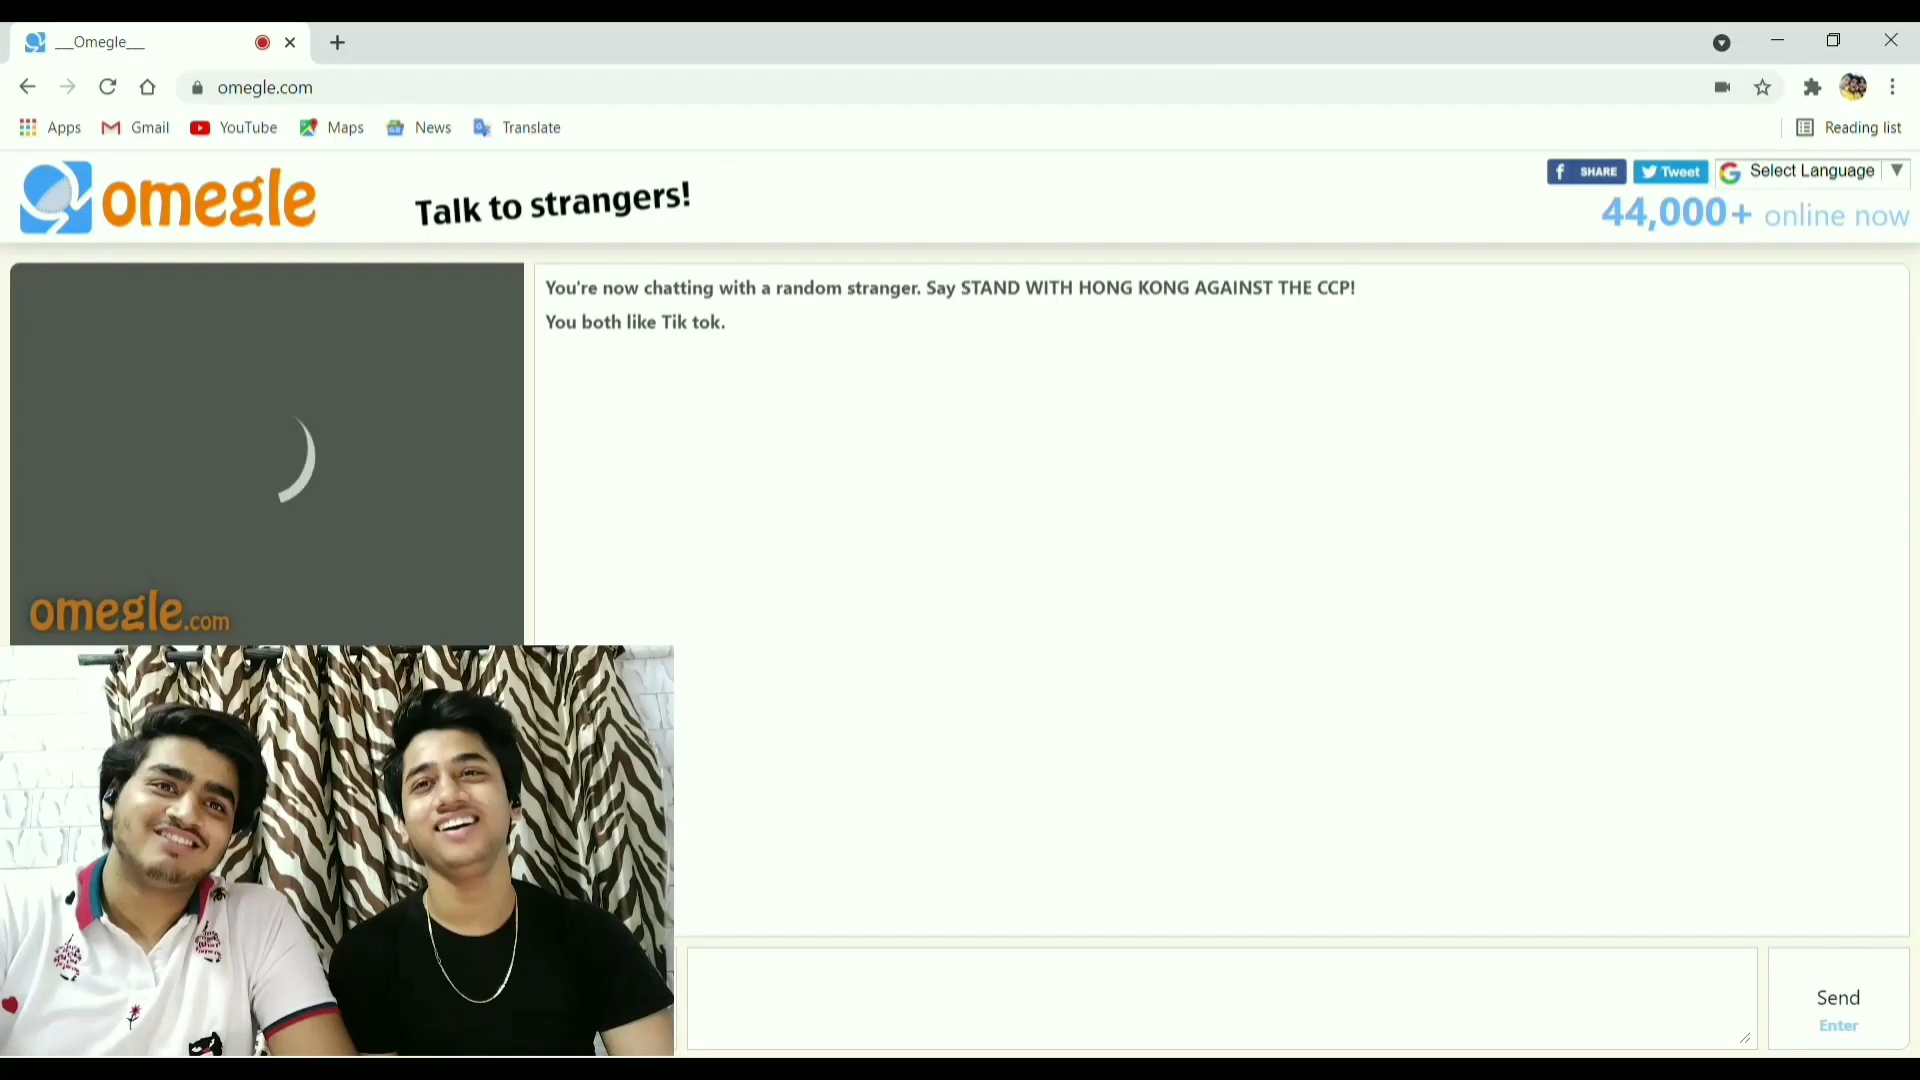 __Omegle__
omegle.com
Apps
Gmail
YouTube
Maps
News
Translate
Reading list
omegle
Talk to strangers!
f SHARE
Tweet
G Select Language ▼
44,000+ online now
You're now chatting with a random stranger. Say STAND WITH HONG KONG AGAINST THE CCP!
You both like Tik tok.
omegle.com
Send
Enter